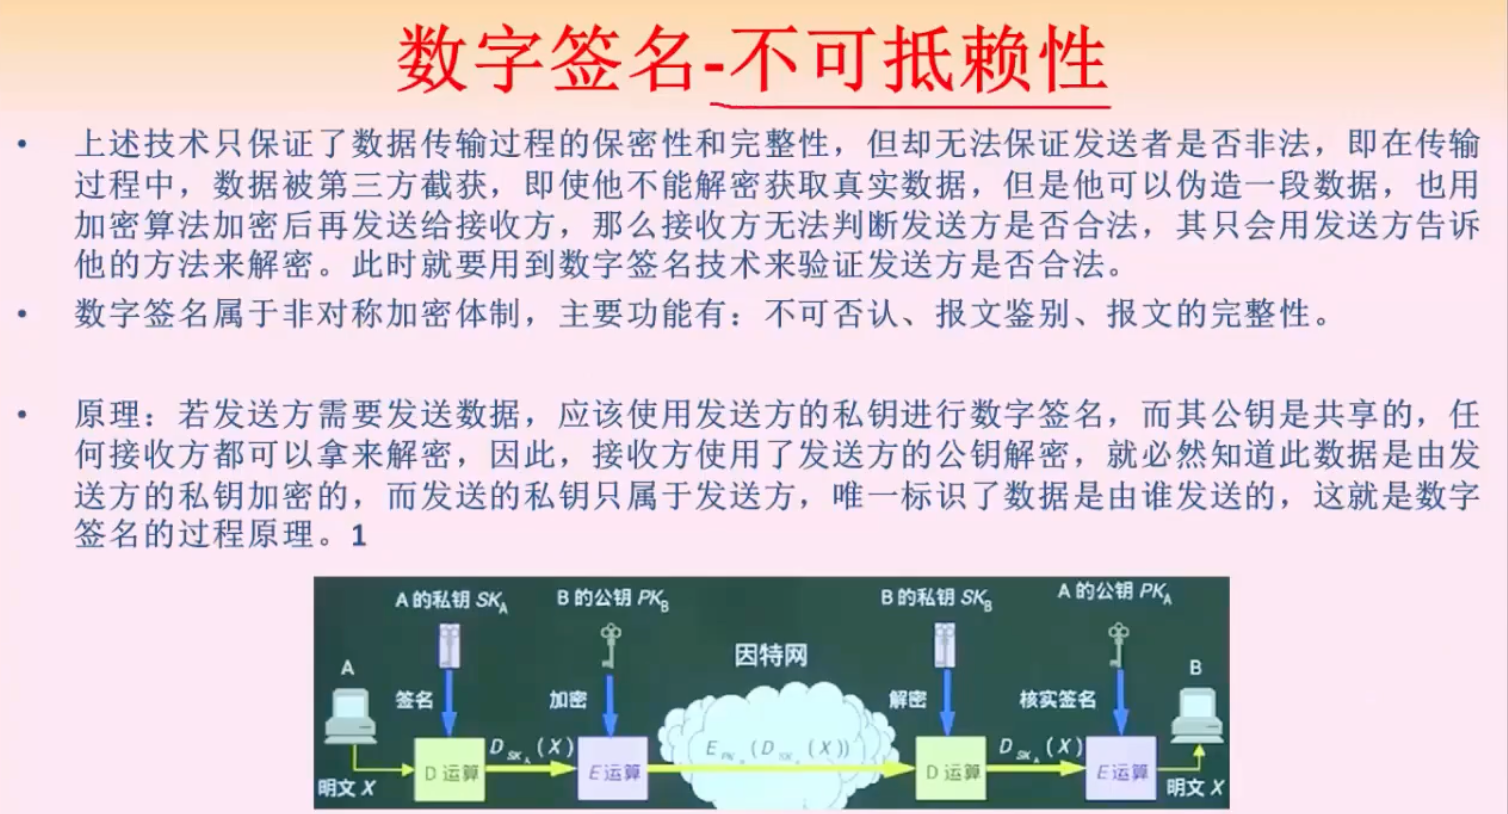 数字签名-不可抵赖性
• 上述技术只保证了数据传输过程的保密性和完整性，但却无法保证发送者是否非法，即在传输
过程中，数据被第三方截获，即使他不能解密获取真实数据，但是他可以伪造一段数据，也用
加密算法加密后再发送给接收方，那么接收方无法判断发送方是否合法，其只会用发送方告诉
他的方法来解密。此时就要用到数字签名技术来验证发送方是否合法。
• 数字签名属于非对称加密体制，主要功能有：不可否认、报文鉴别、报文的完整性。
• 原理：若发送方需要发送数据，应该使用发送方的私钥进行数字签名，而其公钥是共享的，任
何接收方都可以拿来解密，因此，接收方使用了发送方的公钥解密，就必然知道此数据是由发
送方的私钥加密的，而发送的私钥只属于发送方，唯一标识了数据是由谁发送的，这就是数字
签名的过程原理。1
A 的私钥 SK_A
B 的公钥 PK_B
B 的私钥 SK_B
A 的公钥 PK_A
因特网
A
B
签名
加密
解密
核实签名
D_SK_A (X)
E_PK_B (D_SK_A (X))
D_SK_A (X)
D 运算
E 运算
D 运算
E 运算
明文 X
明文 X